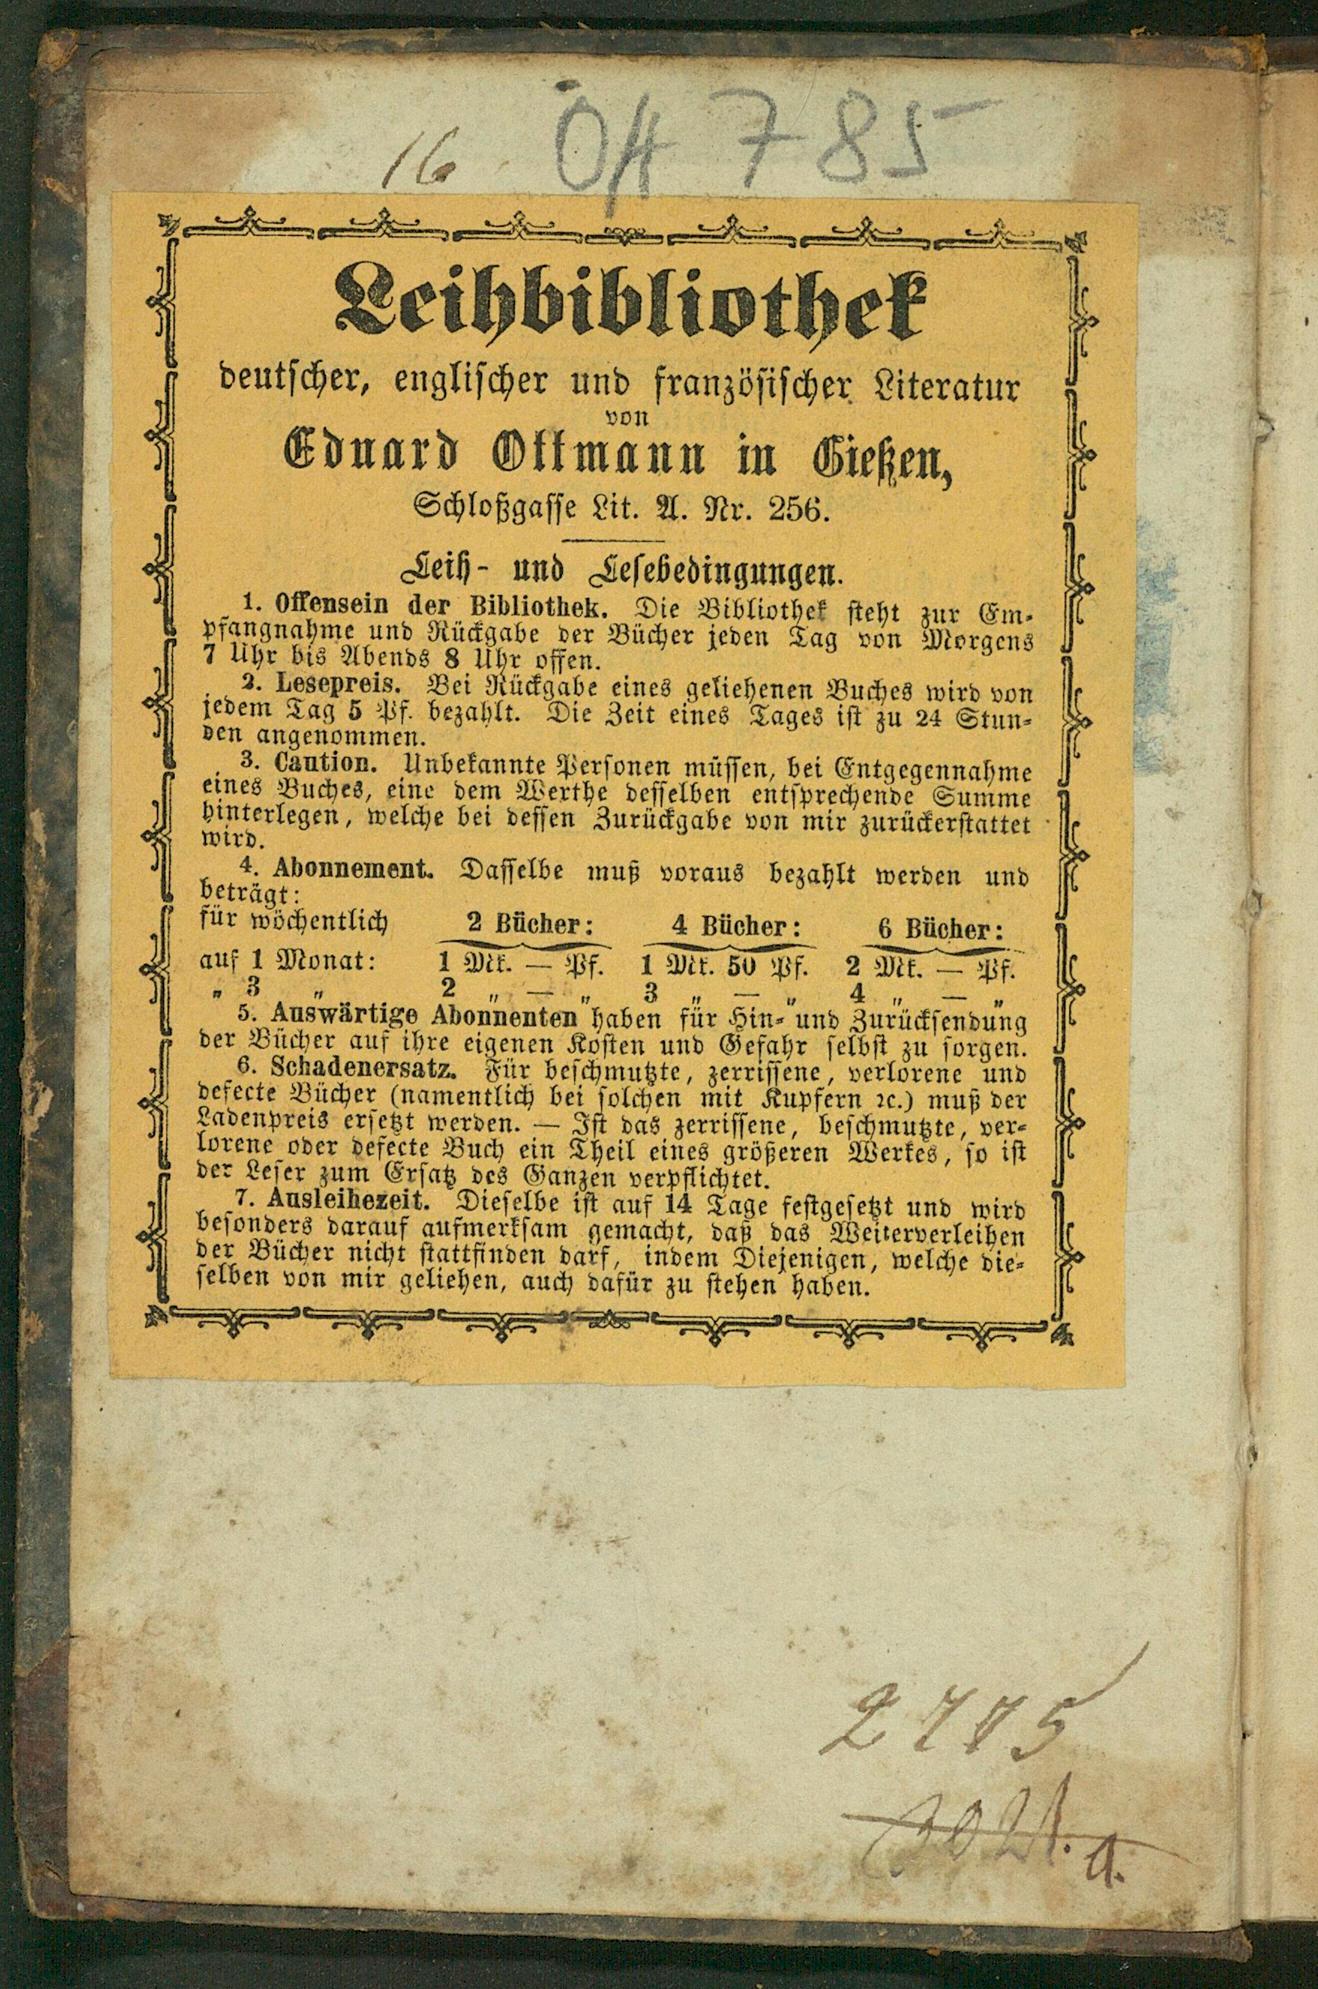 16 OH 785
Leihbibliothek
deutscher, englischer und französischer Literatur
von
Eduard Ottmann in Gießen,
Schloßgasse Lit. A. Nr. 256.
Leih- und Lesebedingungen.
1. Offensein der Bibliothek. Die Bibliothek steht zur Em-
pfangnahme und Rückgabe der Bücher jeden Tag von Morgens
7 Uhr bis Abends 8 Uhr offen.
2. Lesepreis. Bei Rückgabe eines geliehenen Buches wird von
jedem Tag 5 Pf. bezahlt. Die Zeit eines Tages ist zu 24 Stun-
den angenommen.
3. Caution. Unbekannte Personen müssen, bei Entgegennahme
eines Buches, eine dem Werthe desselben entsprechende Summe
hinterlegen, welche bei dessen Zurückgabe von mir zurückerstattet
wird.
4. Abonnement. Dasselbe muß voraus bezahlt werden und
beträgt:
für wöchentlich 2 Bücher: 4 Bücher: 6 Bücher:
auf 1 Monat: 1 Mk. — Pf. 1 Mk. 50 Pf. 2 Mk. — Pf.
„ 3 „ 2 „ — „ 3 „ — „ 4 „ — „
5. Auswärtige Abonnenten haben für Hin- und Zurücksendung
der Bücher auf ihre eigenen Kosten und Gefahr selbst zu sorgen.
6. Schadenersatz. Für beschmutzte, zerrissene, verlorene und
defecte Bücher (namentlich bei solchen mit Kupfern ꝛc.) muß der
Ladenpreis ersetzt werden. — Ist das zerrissene, beschmutzte, ver-
lorene oder defecte Buch ein Theil eines größeren Werkes, so ist
der Leser zum Ersatz des Ganzen verpflichtet.
7. Ausleihezeit. Dieselbe ist auf 14 Tage festgesetzt und wird
besonders darauf aufmerksam gemacht, daß das Weiterverleihen
der Bücher nicht stattfinden darf, indem Diejenigen, welche die-
selben von mir geliehen, auch dafür zu stehen haben.
2775